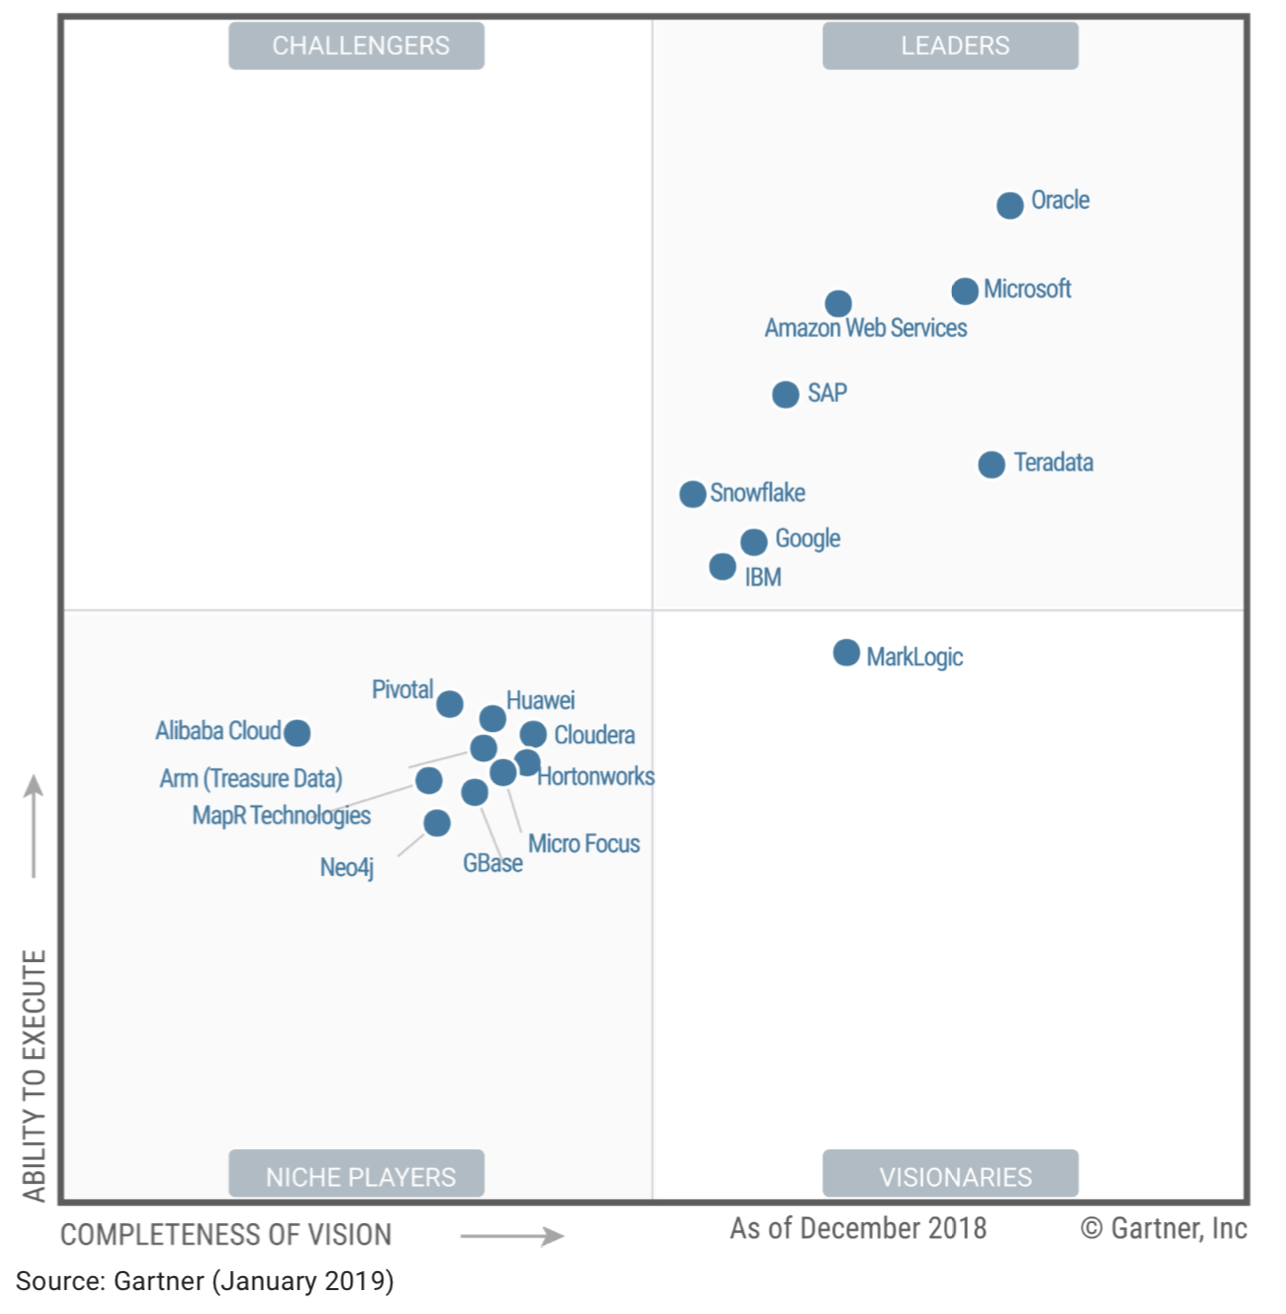 CHALLENGERS
LEADERS
Oracle
Microsoft
Amazon Web Services
SAP
Teradata
Snowflake
Google
IBM
MarkLogic
Pivotal
Huawei
Alibaba Cloud
Cloudera
Arm (Treasure Data)
Hortonworks
MapR Technologies
Micro Focus
Neo4j
GBase
ABILITY TO EXECUTE
NICHE PLAYERS
VISIONARIES
COMPLETENESS OF VISION
As of December 2018
© Gartner, Inc
Source: Gartner (January 2019)